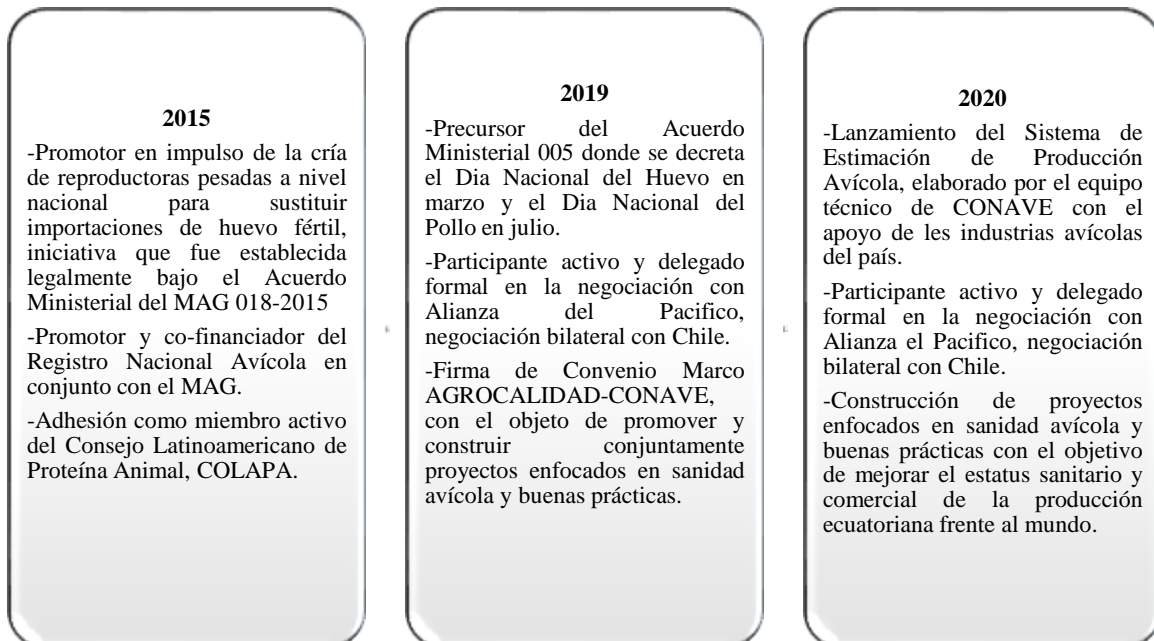 2015
-Promotor en impulso de la cría
de reproductoras pesadas a nivel
nacional para sustituir
importaciones de huevo fértil,
iniciativa que fue establecida
legalmente bajo el Acuerdo
Ministerial del MAG 018-2015
-Promotor y co-financiador del
Registro Nacional Avícola en
conjunto con el MAG.
-Adhesión como miembro activo
del Consejo Latinoamericano de
Proteína Animal, COLAPA.
2019
-Precursor del Acuerdo
Ministerial 005 donde se decreta
el Dia Nacional del Huevo en
marzo y el Dia Nacional del
Pollo en julio.
-Participante activo y delegado
formal en la negociación con
Alianza del Pacifico,
negociación bilateral con Chile.
-Firma de Convenio Marco
AGROCALIDAD-CONAVE,
con el objeto de promover y
construir conjuntamente
proyectos enfocados en sanidad
avícola y buenas prácticas.
2020
-Lanzamiento del Sistema de
Estimación de Producción
Avícola, elaborado por el equipo
técnico de CONAVE con el
apoyo de les industrias avícolas
del país.
-Participante activo y delegado
formal en la negociación con
Alianza el Pacifico, negociación
bilateral con Chile.
-Construcción de proyectos
enfocados en sanidad avícola y
buenas prácticas con el objetivo
de mejorar el estatus sanitario y
comercial de la producción
ecuatoriana frente al mundo.